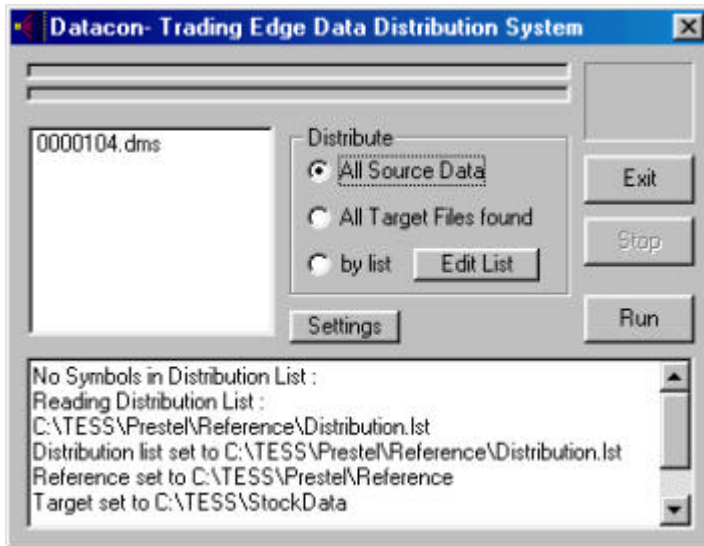 Datacon- Trading Edge Data Distribution System
0000104.dms
Distribute
All Source Data
All Target Files found
by list
Edit List
Settings
Exit
Stop
Run
No Symbols in Distribution List :
Reading Distribution List :
C:\TESS\Prestel\Reference\Distribution.lst
Distribution list set to C:\TESS\Prestel\Reference\Distribution.lst
Reference set to C:\TESS\Prestel\Reference
Target set to C:\TESS\StockData